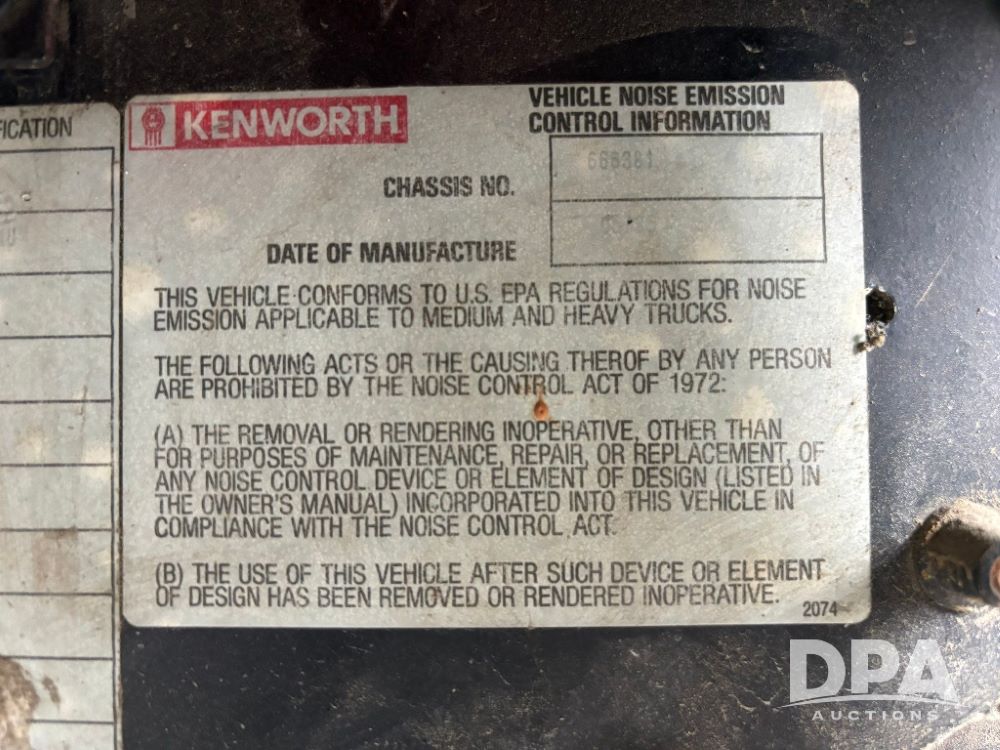 FICATION
KENWORTH
VEHICLE NOISE EMISSION
CONTROL INFORMATION
CHASSIS NO.
DATE OF MANUFACTURE
THIS VEHICLE CONFORMS TO U.S. EPA REGULATIONS FOR NOISE
EMISSION APPLICABLE TO MEDIUM AND HEAVY TRUCKS.
THE FOLLOWING ACTS OR THE CAUSING THEROF BY ANY PERSON
ARE PROHIBITED BY THE NOISE CONTROL ACT OF 1972:
(A) THE REMOVAL OR RENDERING INOPERATIVE, OTHER THAN
FOR PURPOSES OF MAINTENANCE, REPAIR, OR REPLACEMENT, OF
ANY NOISE CONTROL DEVICE OR ELEMENT OF DESIGN (LISTED IN
THE OWNER'S MANUAL) INCORPORATED INTO THIS VEHICLE IN
COMPLIANCE WITH THE NOISE CONTROL ACT.
(B) THE USE OF THIS VEHICLE AFTER SUCH DEVICE OR ELEMENT
OF DESIGN HAS BEEN REMOVED OR RENDERED INOPERATIVE.
2074
DPA
AUCTIONS